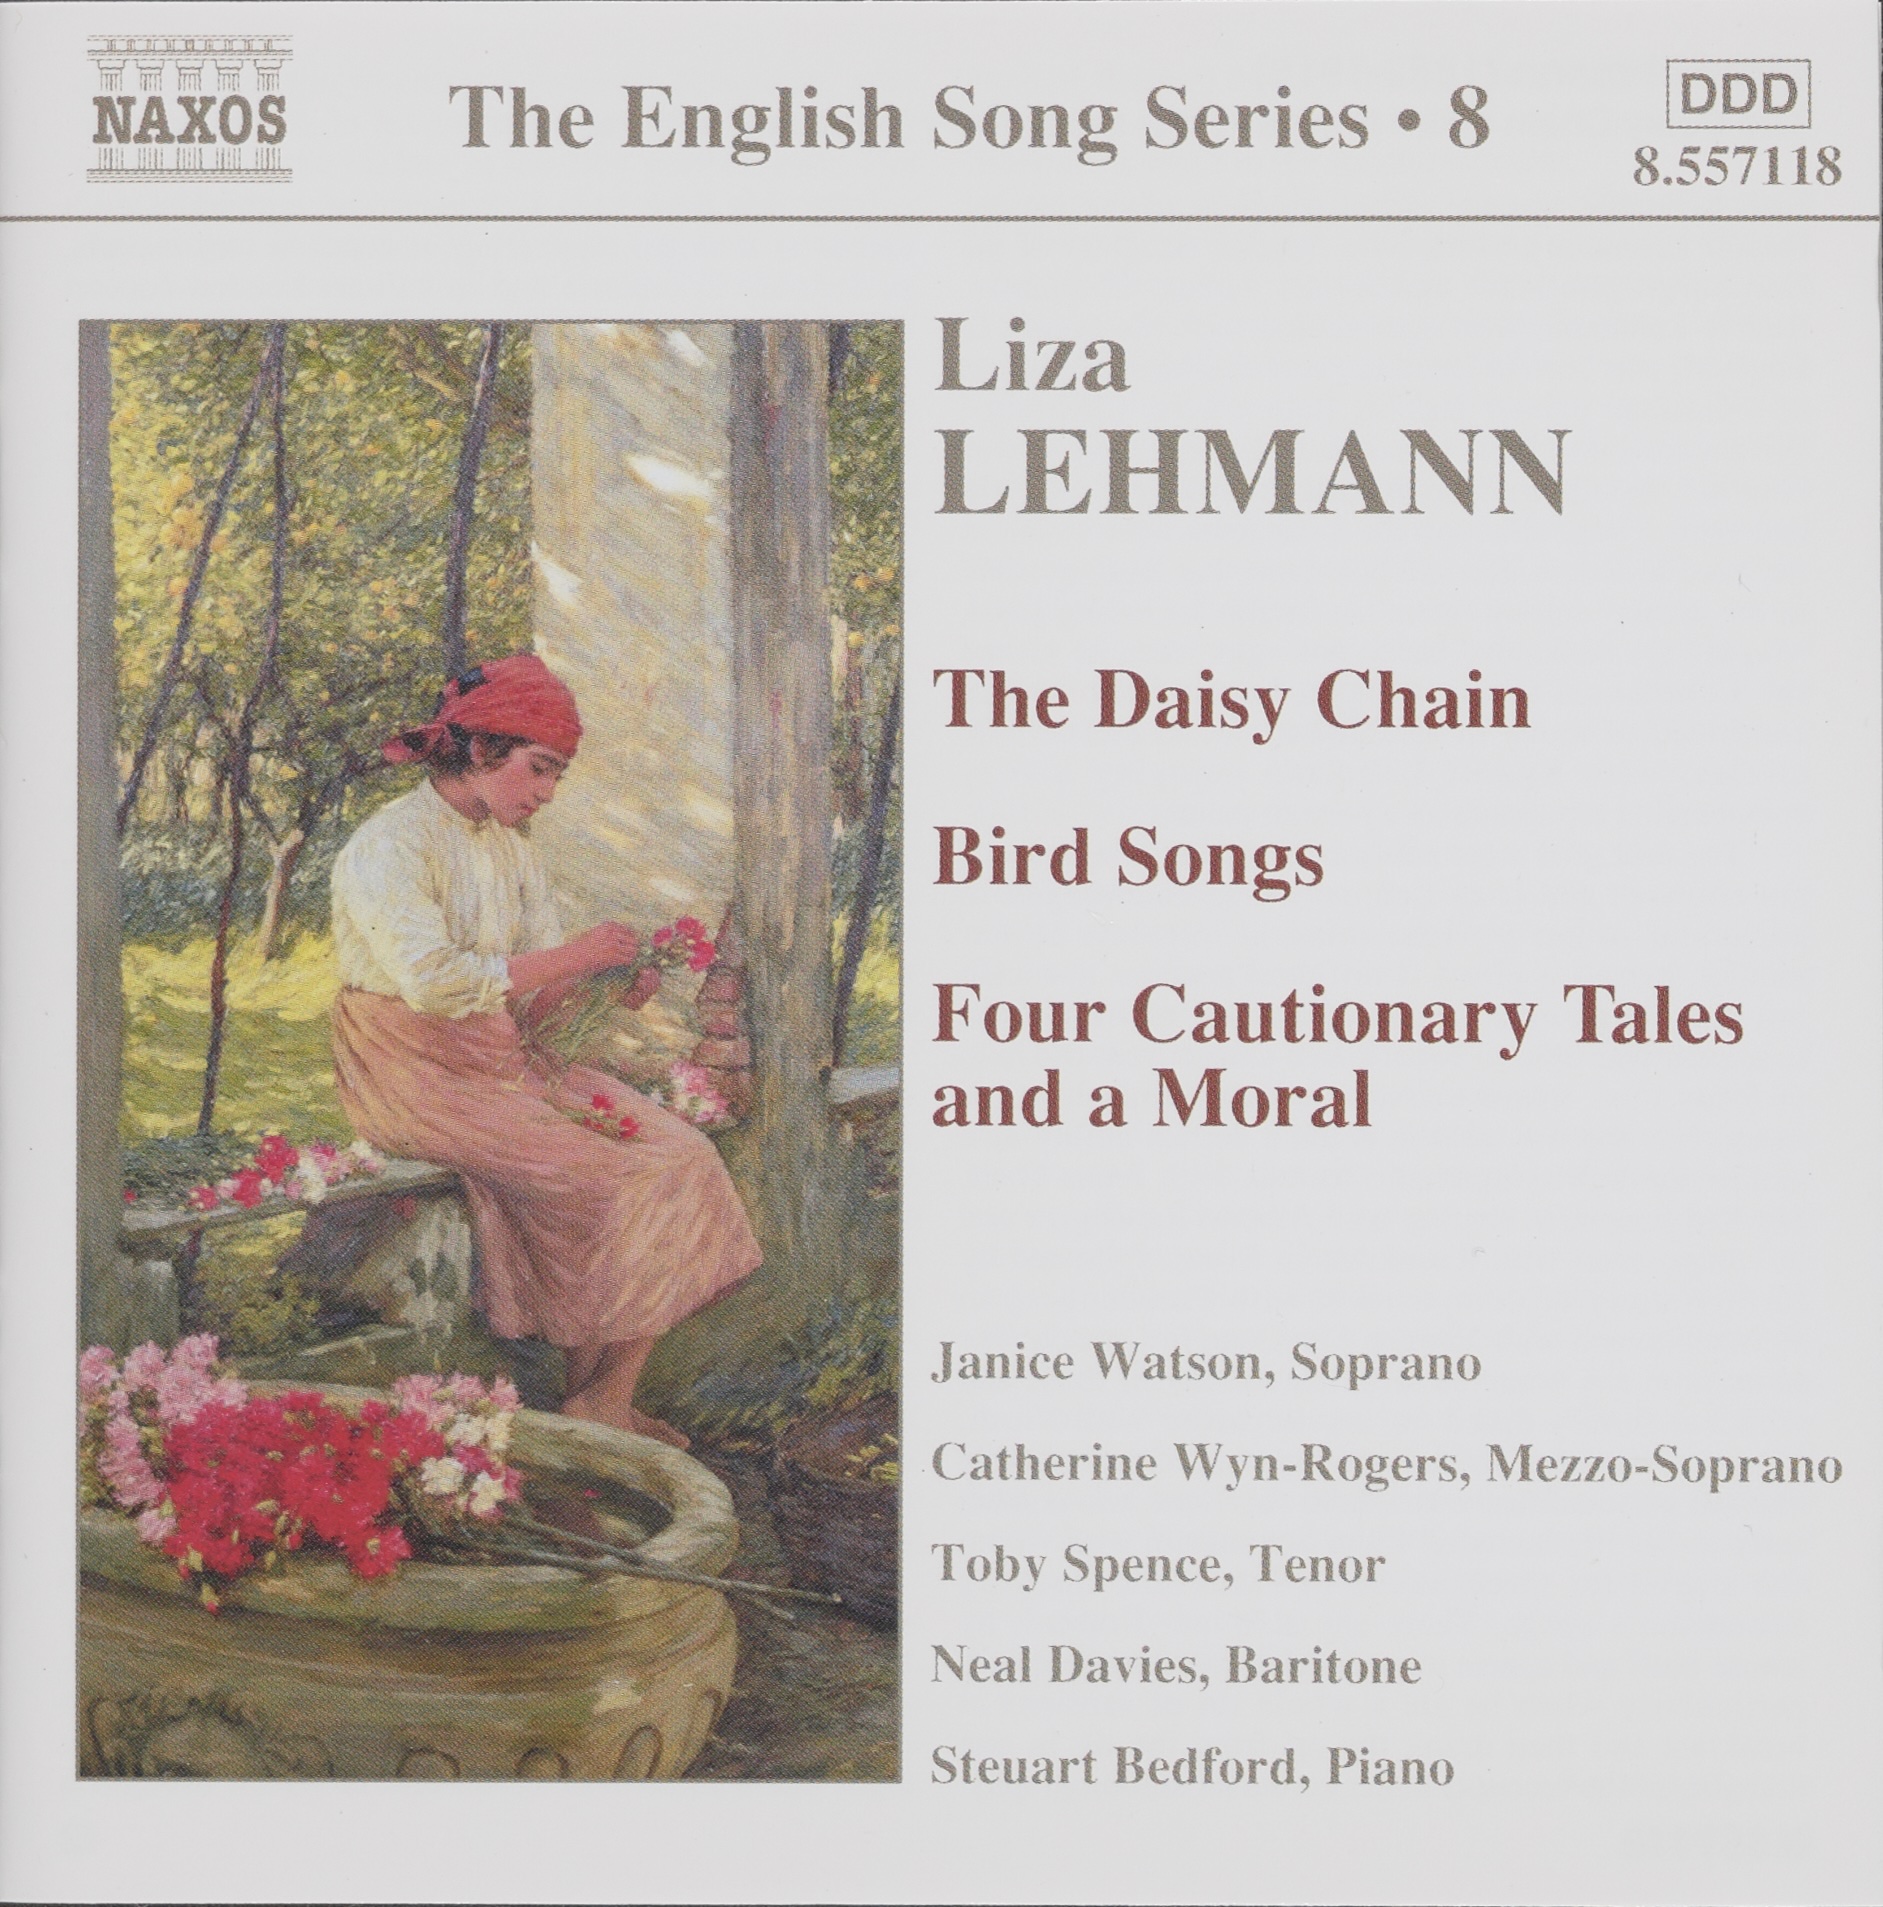 NAXOS
The English Song Series • 8
DDD
8.557118
Liza
LEHMANN
The Daisy Chain
Bird Songs
Four Cautionary Tales
and a Moral
Janice Watson, Soprano
Catherine Wyn-Rogers, Mezzo-Soprano
Toby Spence, Tenor
Neal Davies, Baritone
Steuart Bedford, Piano